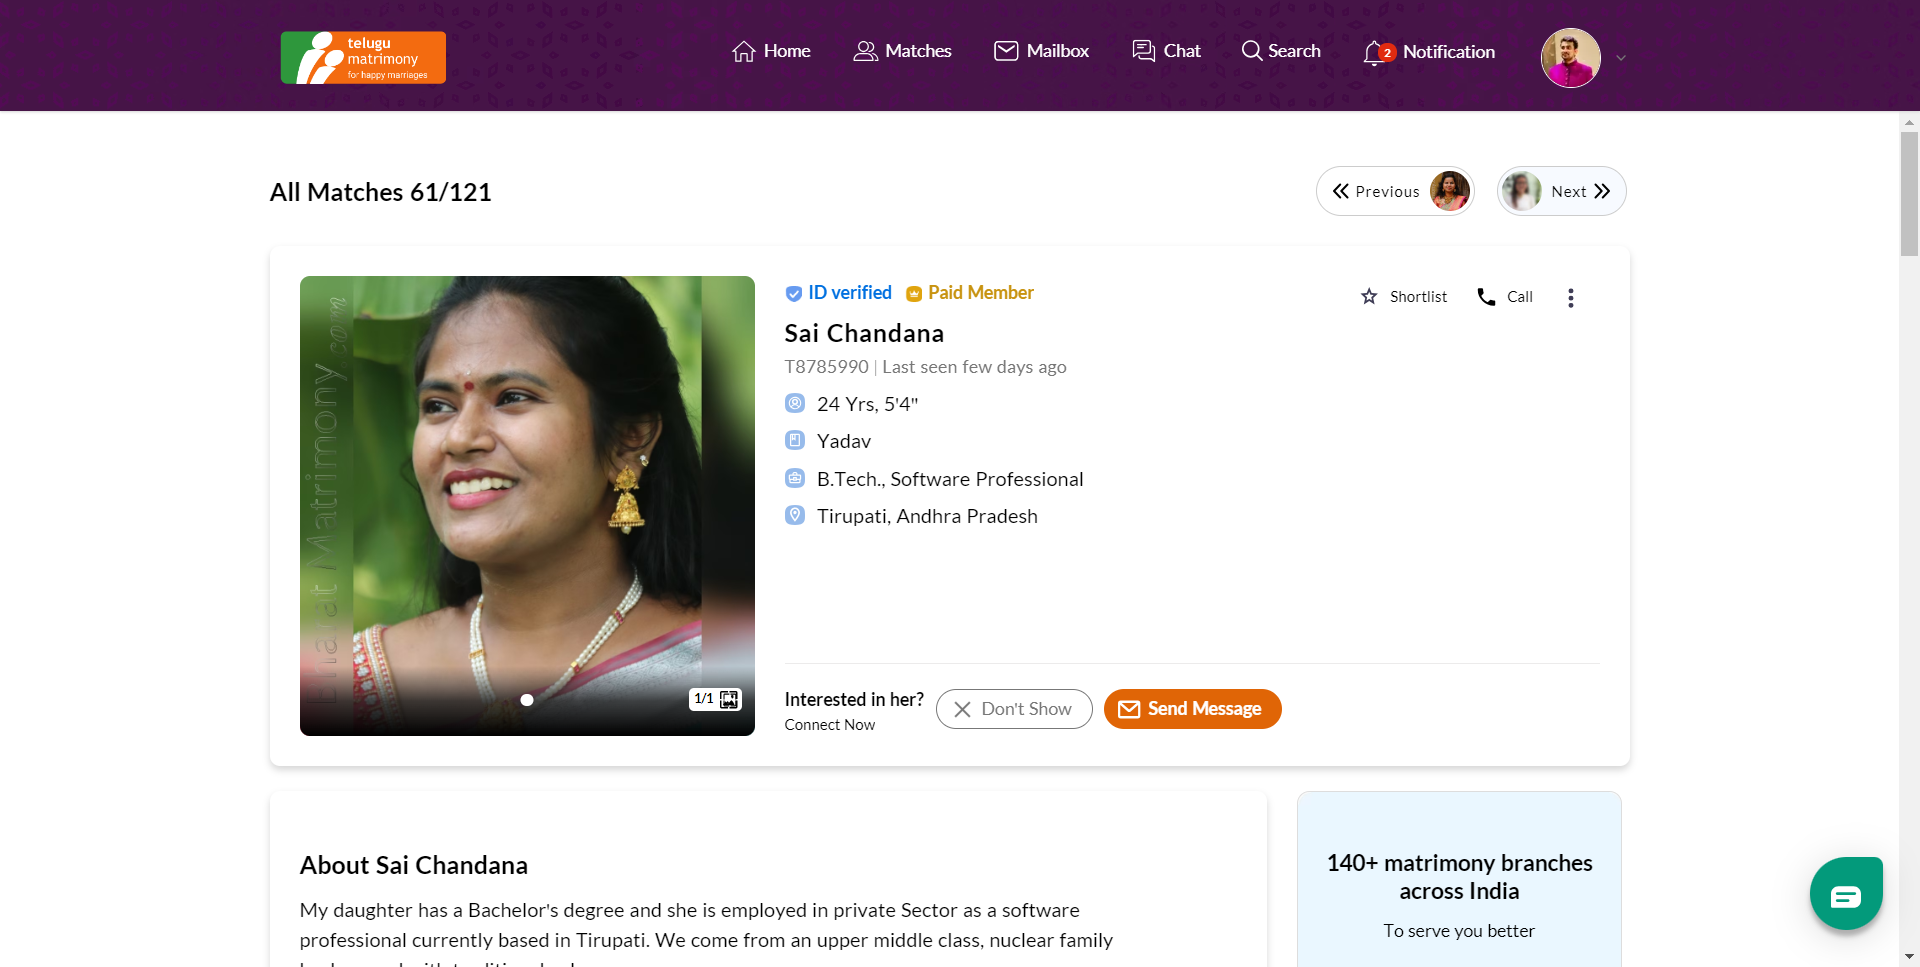 telugu
matrimony
for happy marriages
Home
Matches
Mailbox
Chat
Search
2
Notification
All Matches 61/121
Previous
Next
Bharat Matrimony.com
ID verified
Paid Member
Shortlist
Call
Sai Chandana
T8785990 | Last seen few days ago
24 Yrs, 5'4"
Yadav
B.Tech., Software Professional
Tirupati, Andhra Pradesh
1/1
Interested in her?
Connect Now
Don't Show
Send Message
About Sai Chandana
My daughter has a Bachelor's degree and she is employed in private Sector as a software
professional currently based in Tirupati. We come from an upper middle class, nuclear family
140+ matrimony branches
across India
To serve you better